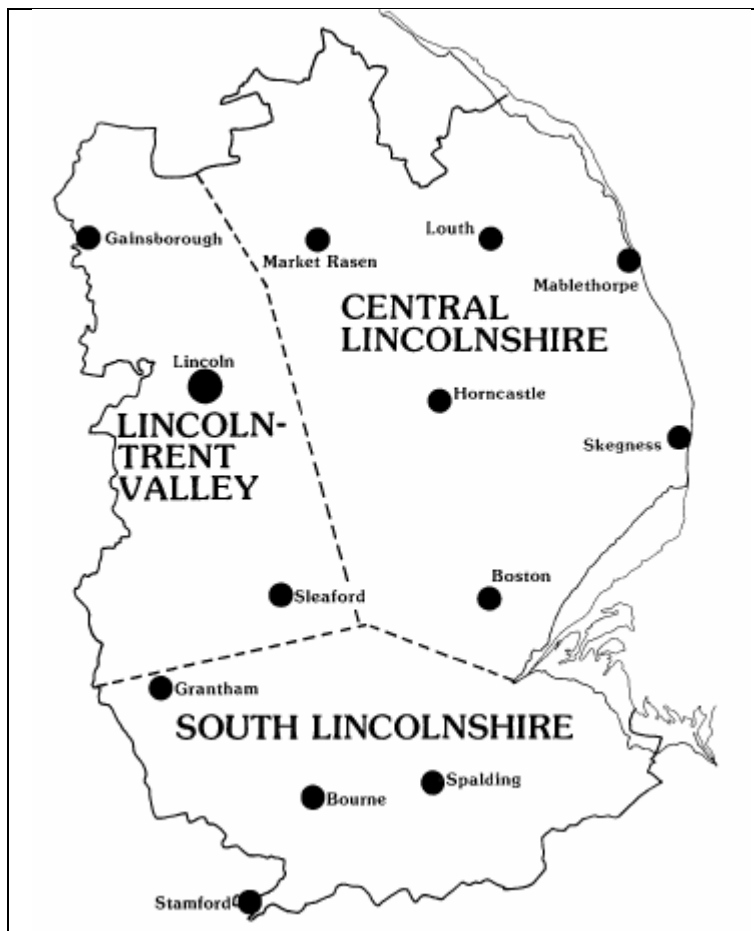 Gainsborough
Market Rasen
Louth
Mablethorpe
CENTRAL
LINCOLNSHIRE
Lincoln
Horncastle
LINCOLN-
TRENT
VALLEY
Skegness
Sleaford
Boston
Grantham
SOUTH LINCOLNSHIRE
Bourne
Spalding
Stamford